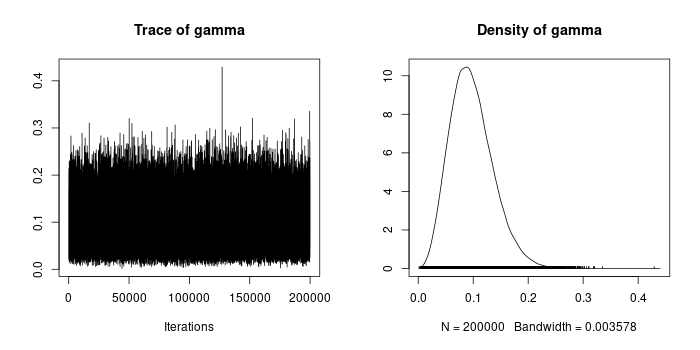 Trace of gamma
0.4
0.3
0.2
0.1
0.0
0 50000 100000 150000 200000
Iterations
Density of gamma
10
8
6
4
2
0
0.0 0.1 0.2 0.3 0.4
N = 200000 Bandwidth = 0.003578